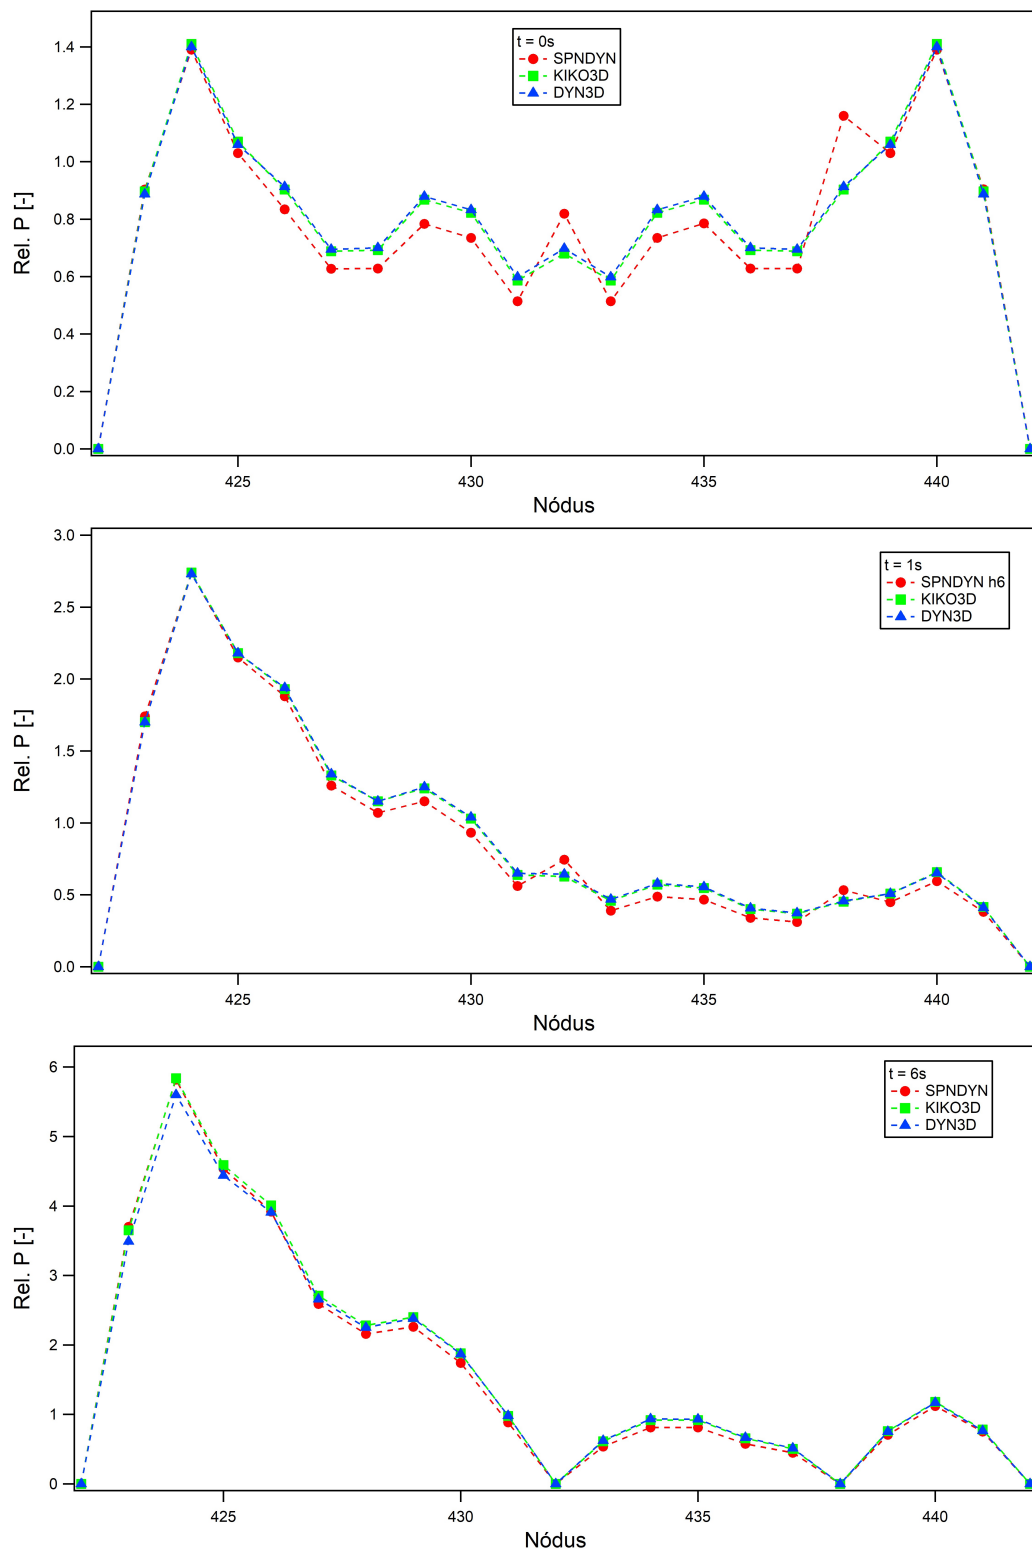 t = 0s
SPNDYN
KIKO3D
DYN3D
Rel. P [-]
1.4
1.2
1.0
0.8
0.6
0.4
0.2
0.0
425 430 435 440
Nódus
t = 1s
SPNDYN h6
KIKO3D
DYN3D
Rel. P [-]
3.0
2.5
2.0
1.5
1.0
0.5
0.0
425 430 435 440
Nódus
t = 6s
SPNDYN
KIKO3D
DYN3D
Rel. P [-]
6
5
4
3
2
1
0
425 430 435 440
Nódus